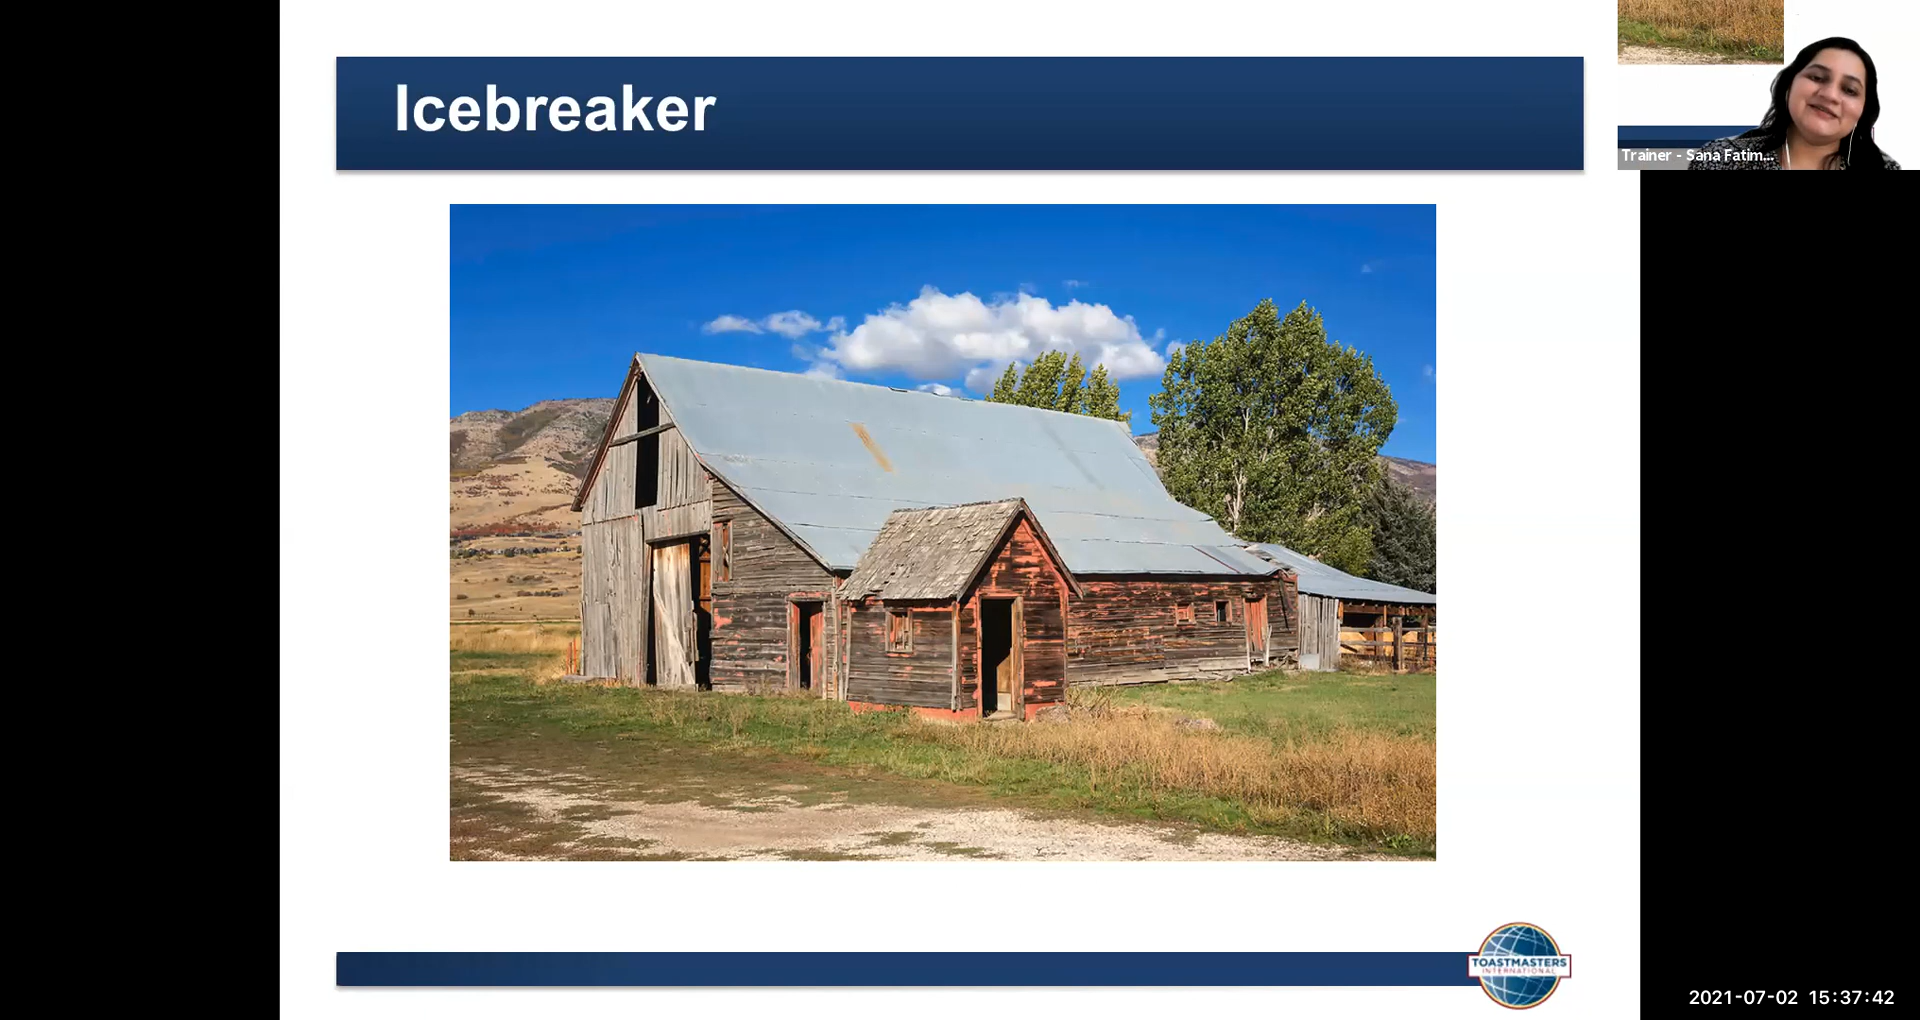 Icebreaker
Trainer - Sana Fatim...
TOASTMASTERS
INTERNATIONAL
2021-07-02 15:37:42